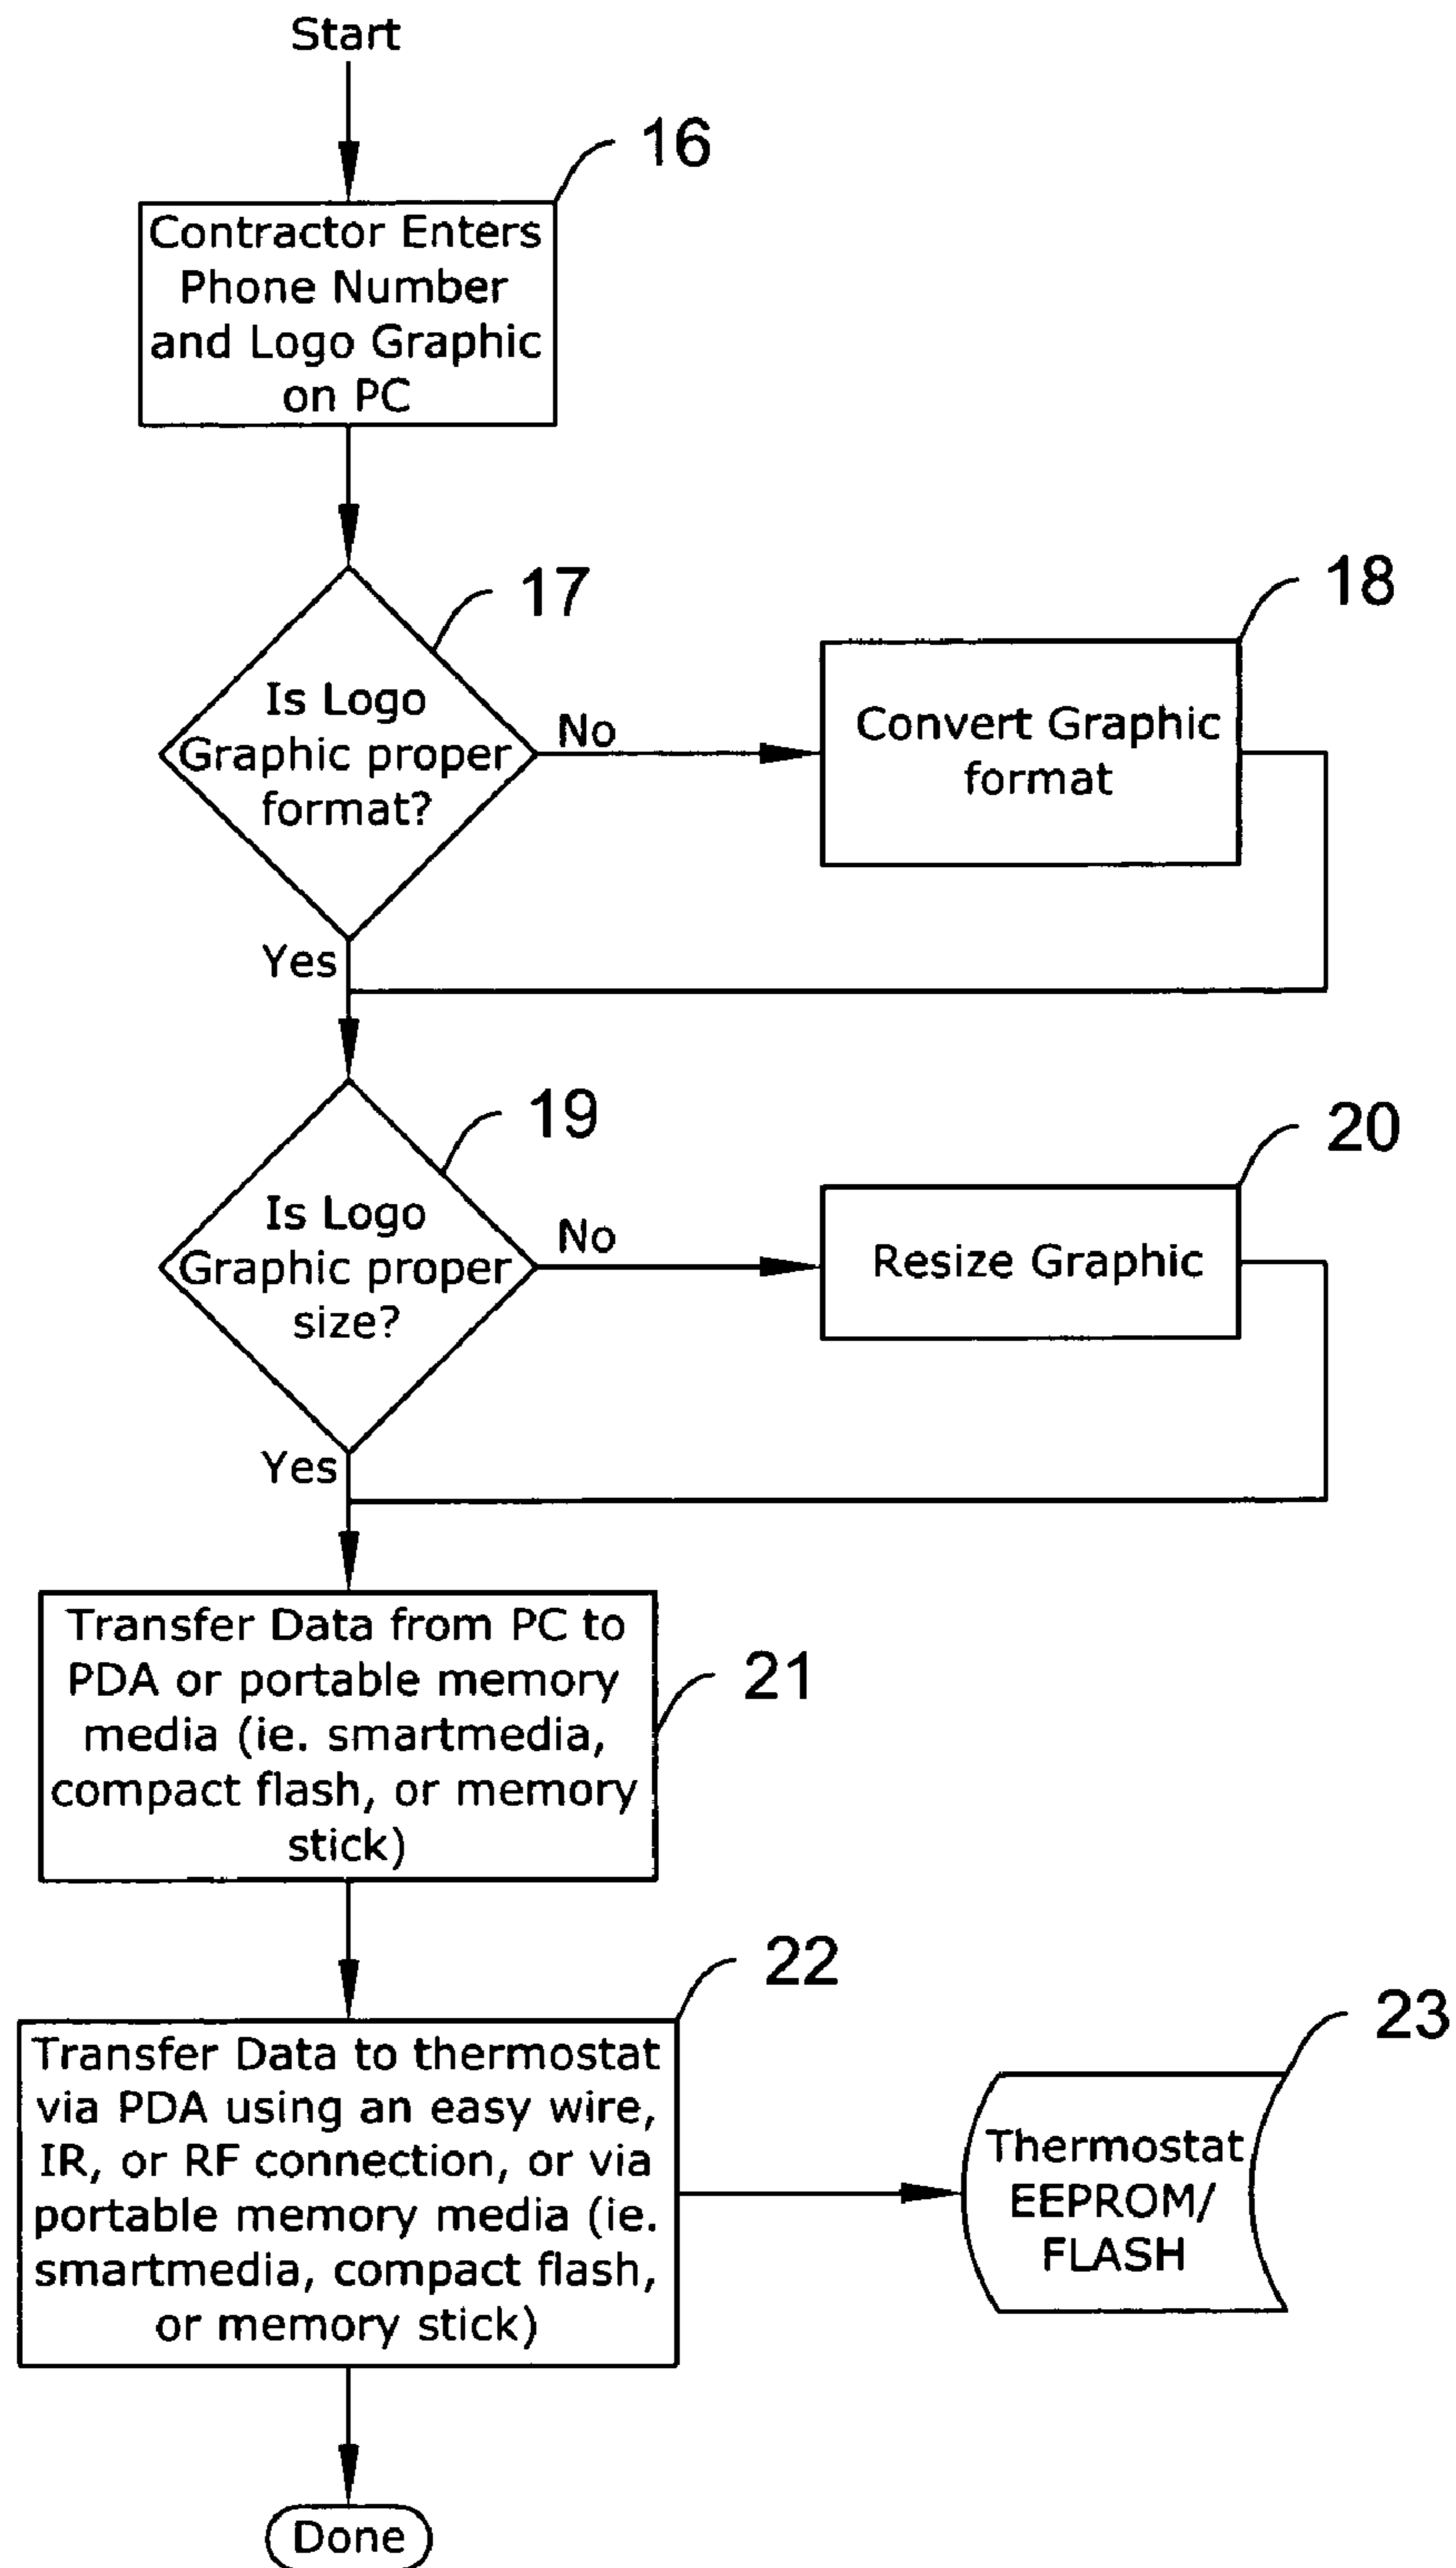 Start
16
Contractor Enters
Phone Number
and Logo Graphic
on PC
17
Is Logo
Graphic proper
format?
No
18
Convert Graphic
format
Yes
19
Is Logo
Graphic proper
size?
No
20
Resize Graphic
Yes
Transfer Data from PC to
PDA or portable memory
media (ie. smartmedia,
compact flash, or memory
stick)
21
22
Transfer Data to thermostat
via PDA using an easy wire,
IR, or RF connection, or via
portable memory media (ie.
smartmedia, compact flash,
or memory stick)
23
Thermostat
EEPROM/
FLASH
Done